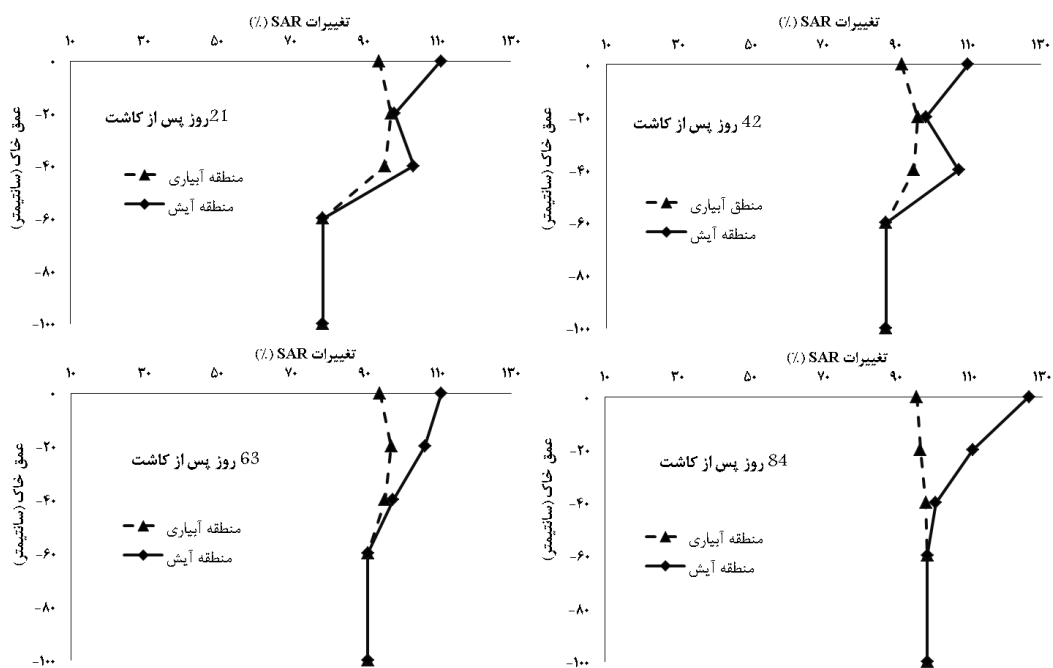 تغییرات SAR (٪)
۱۰ ۳۰ ۵۰ ۷۰ ۹۰ ۱۱۰ ۱۳۰
عمق خاک (سانتیمتر)
۰
-۲۰
-۴۰
-۶۰
-۸۰
-۱۰۰
21روز پس از کاشت
منطقه آبیاری
منطقه آیش
تغییرات SAR (٪)
۱۰ ۳۰ ۵۰ ۷۰ ۹۰ ۱۱۰ ۱۳۰
عمق خاک (سانتیمتر)
۰
-۲۰
-۴۰
-۶۰
-۸۰
-۱۰۰
42 روز پس از کاشت
منطق آبیاری
منطقه آیش
تغییرات SAR (٪)
۱۰ ۳۰ ۵۰ ۷۰ ۹۰ ۱۱۰ ۱۳۰
عمق خاک (سانتیمتر)
۰
-۲۰
-۴۰
-۶۰
-۸۰
-۱۰۰
63 روز پس از کاشت
منطقه آبیاری
منطقه آیش
تغییرات SAR (٪)
۱۰ ۳۰ ۵۰ ۷۰ ۹۰ ۱۱۰ ۱۳۰
عمق خاک (سانتیمتر)
۰
-۲۰
-۴۰
-۶۰
-۸۰
-۱۰۰
84 روز پس از کاشت
منطقه آبیاری
منطقه آیش